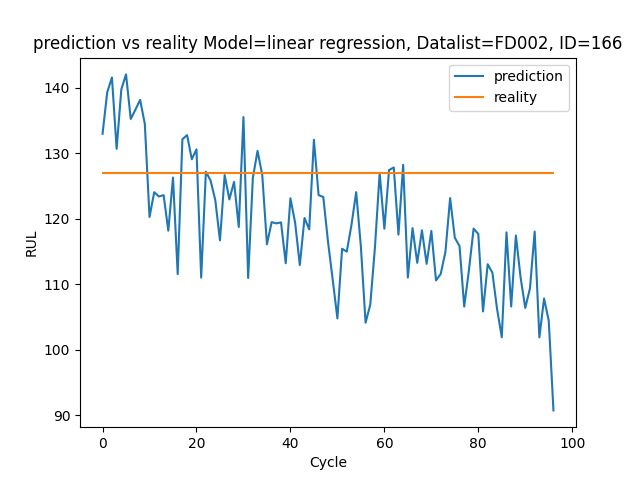 prediction vs reality Model=linear regression, Datalist=FD002, ID=166
prediction
reality
140
130
120
110
100
90
RUL
0 20 40 60 80 100
Cycle